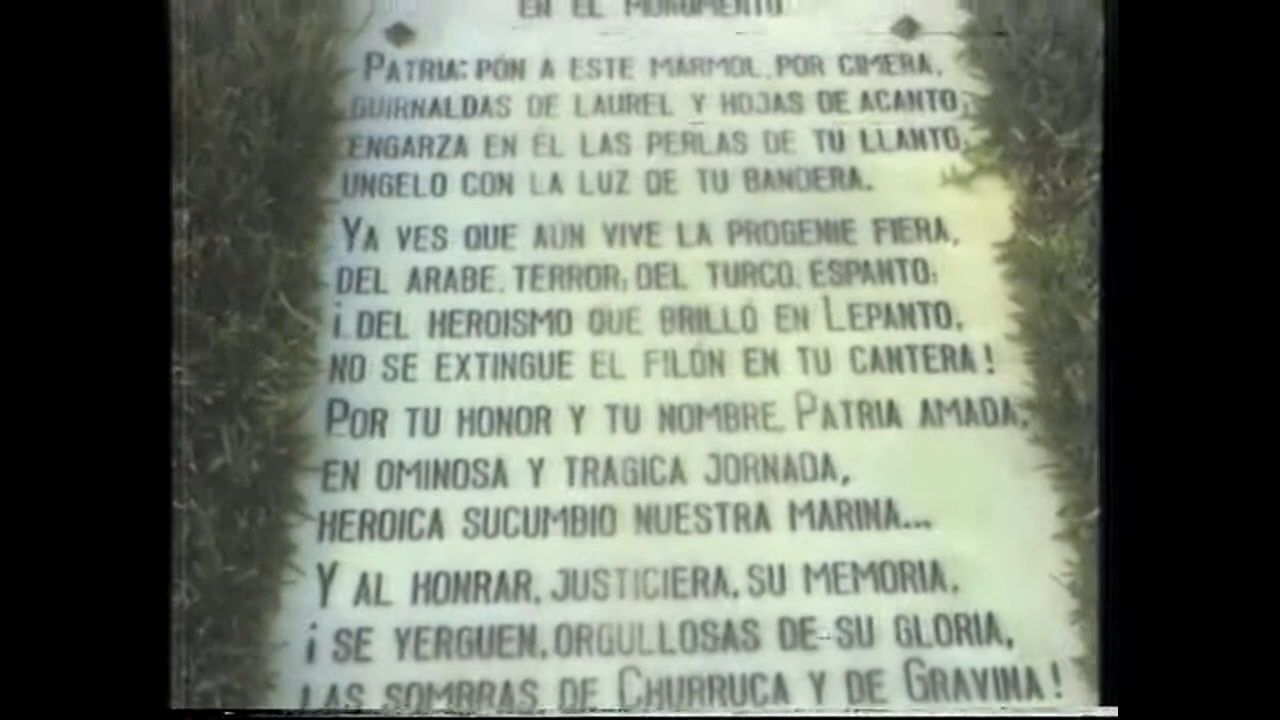 EN EL MONUMENTO
PATRIA: PÓN A ESTE MARMOL, POR CIMERA,
GUIRNALDAS DE LAUREL Y HOJAS DE ACANTO;
ENGARZA EN EL LAS PERLAS DE TU LLANTO,
UNGELO CON LA LUZ DE TU BANDERA.
YA VES QUE AUN VIVE LA PROGENIE FIERA,
DEL ARABE, TERROR; DEL TURCO, ESPANTO;
¡DEL HEROISMO QUE BRILLÓ EN LEPANTO,
NO SE EXTINGUE EL FILÓN EN TU CANTERA!
POR TU HONOR Y TU NOMBRE, PATRIA AMADA,
EN OMINOSA Y TRAGICA JORNADA,
HEROICA SUCUMBIO NUESTRA MARINA...
Y AL HONRAR, JUSTICIERA, SU MEMORIA,
¡SE YERGUEN, ORGULLOSAS DE SU GLORIA,
LAS SOMBRAS DE CHURRUCA Y DE GRAVINA!